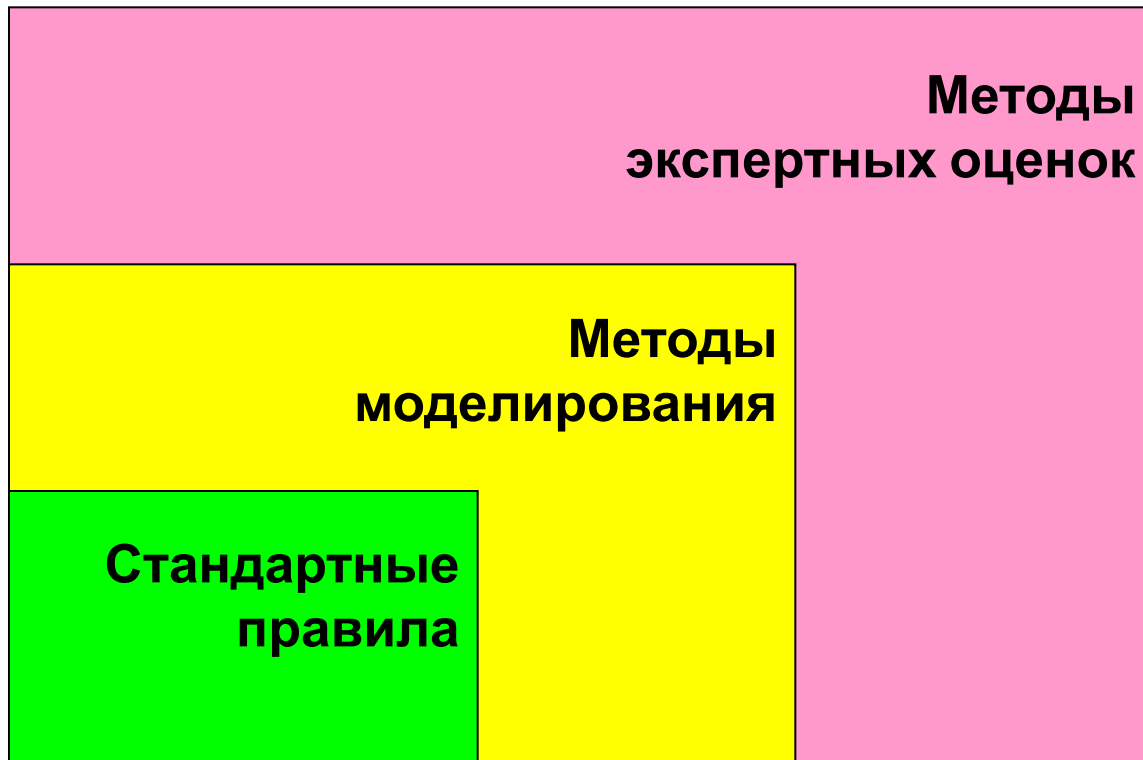 Методы
экспертных оценок
Методы
моделирования
Стандартные
правила